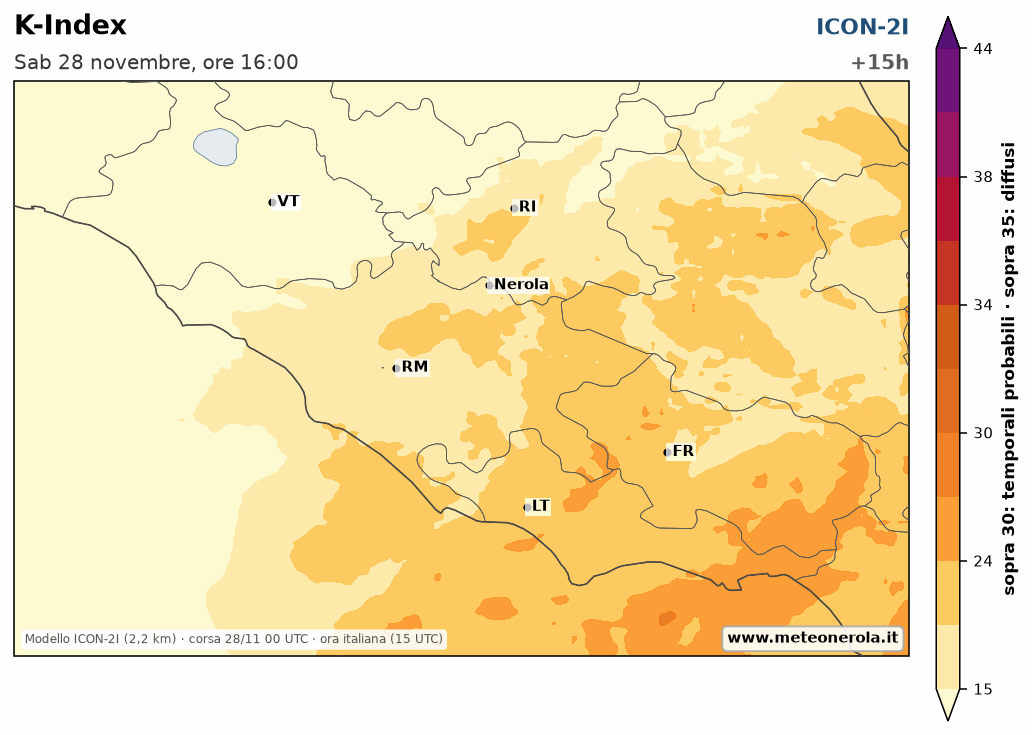 K-Index
ICON-2I
Sab 28 novembre, ore 16:00
+15h
VT
RI
Nerola
RM
FR
LT
Modello ICON-2I (2,2 km) · corsa 28/11 00 UTC · ora italiana (15 UTC)
www.meteonerola.it
44
38
34
30
24
15
sopra 30: temporali probabili · sopra 35: diffusi